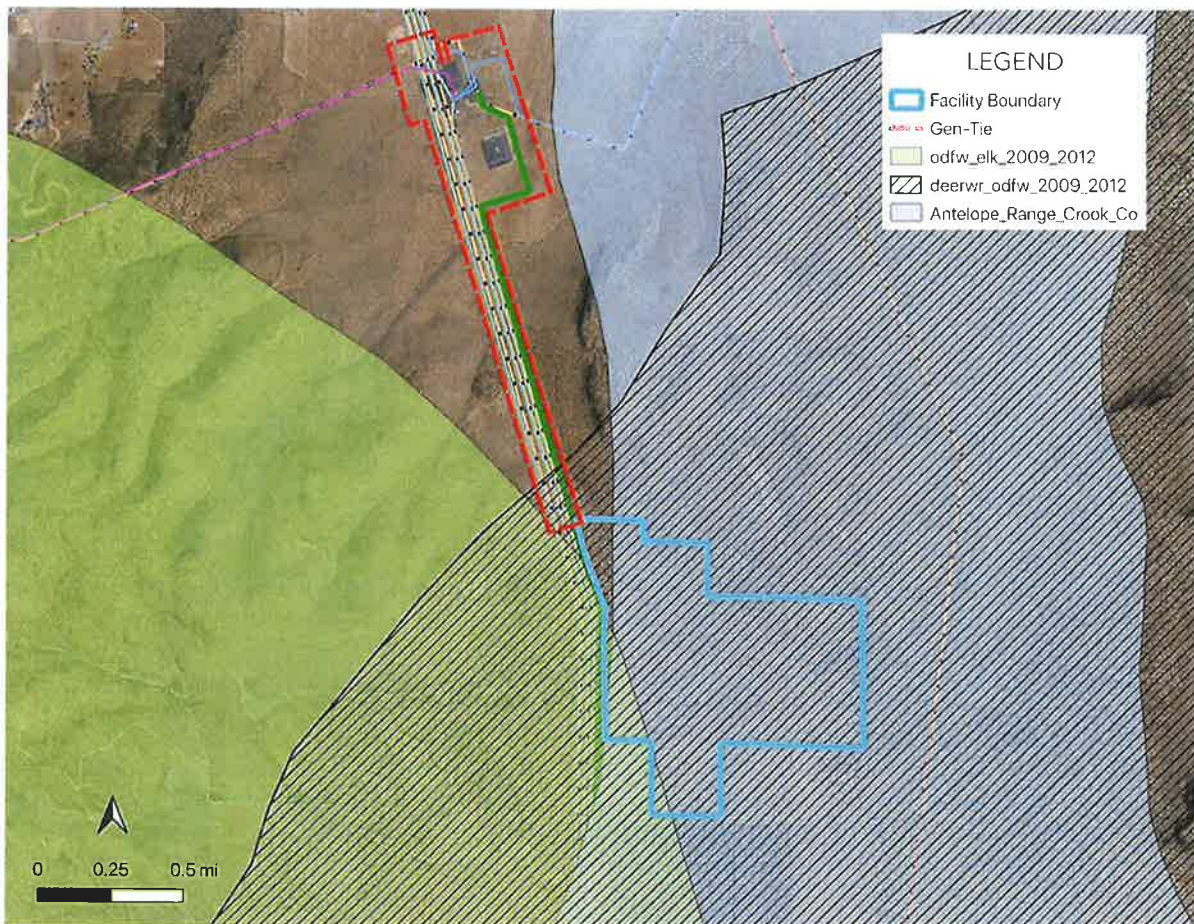 LEGEND
Facility Boundary
Gen-Tie
odfw_elk_2009_2012
deerwr_odfw_2009_2012
Antelope_Range_Crook_Co
0 0.25 0.5 mi